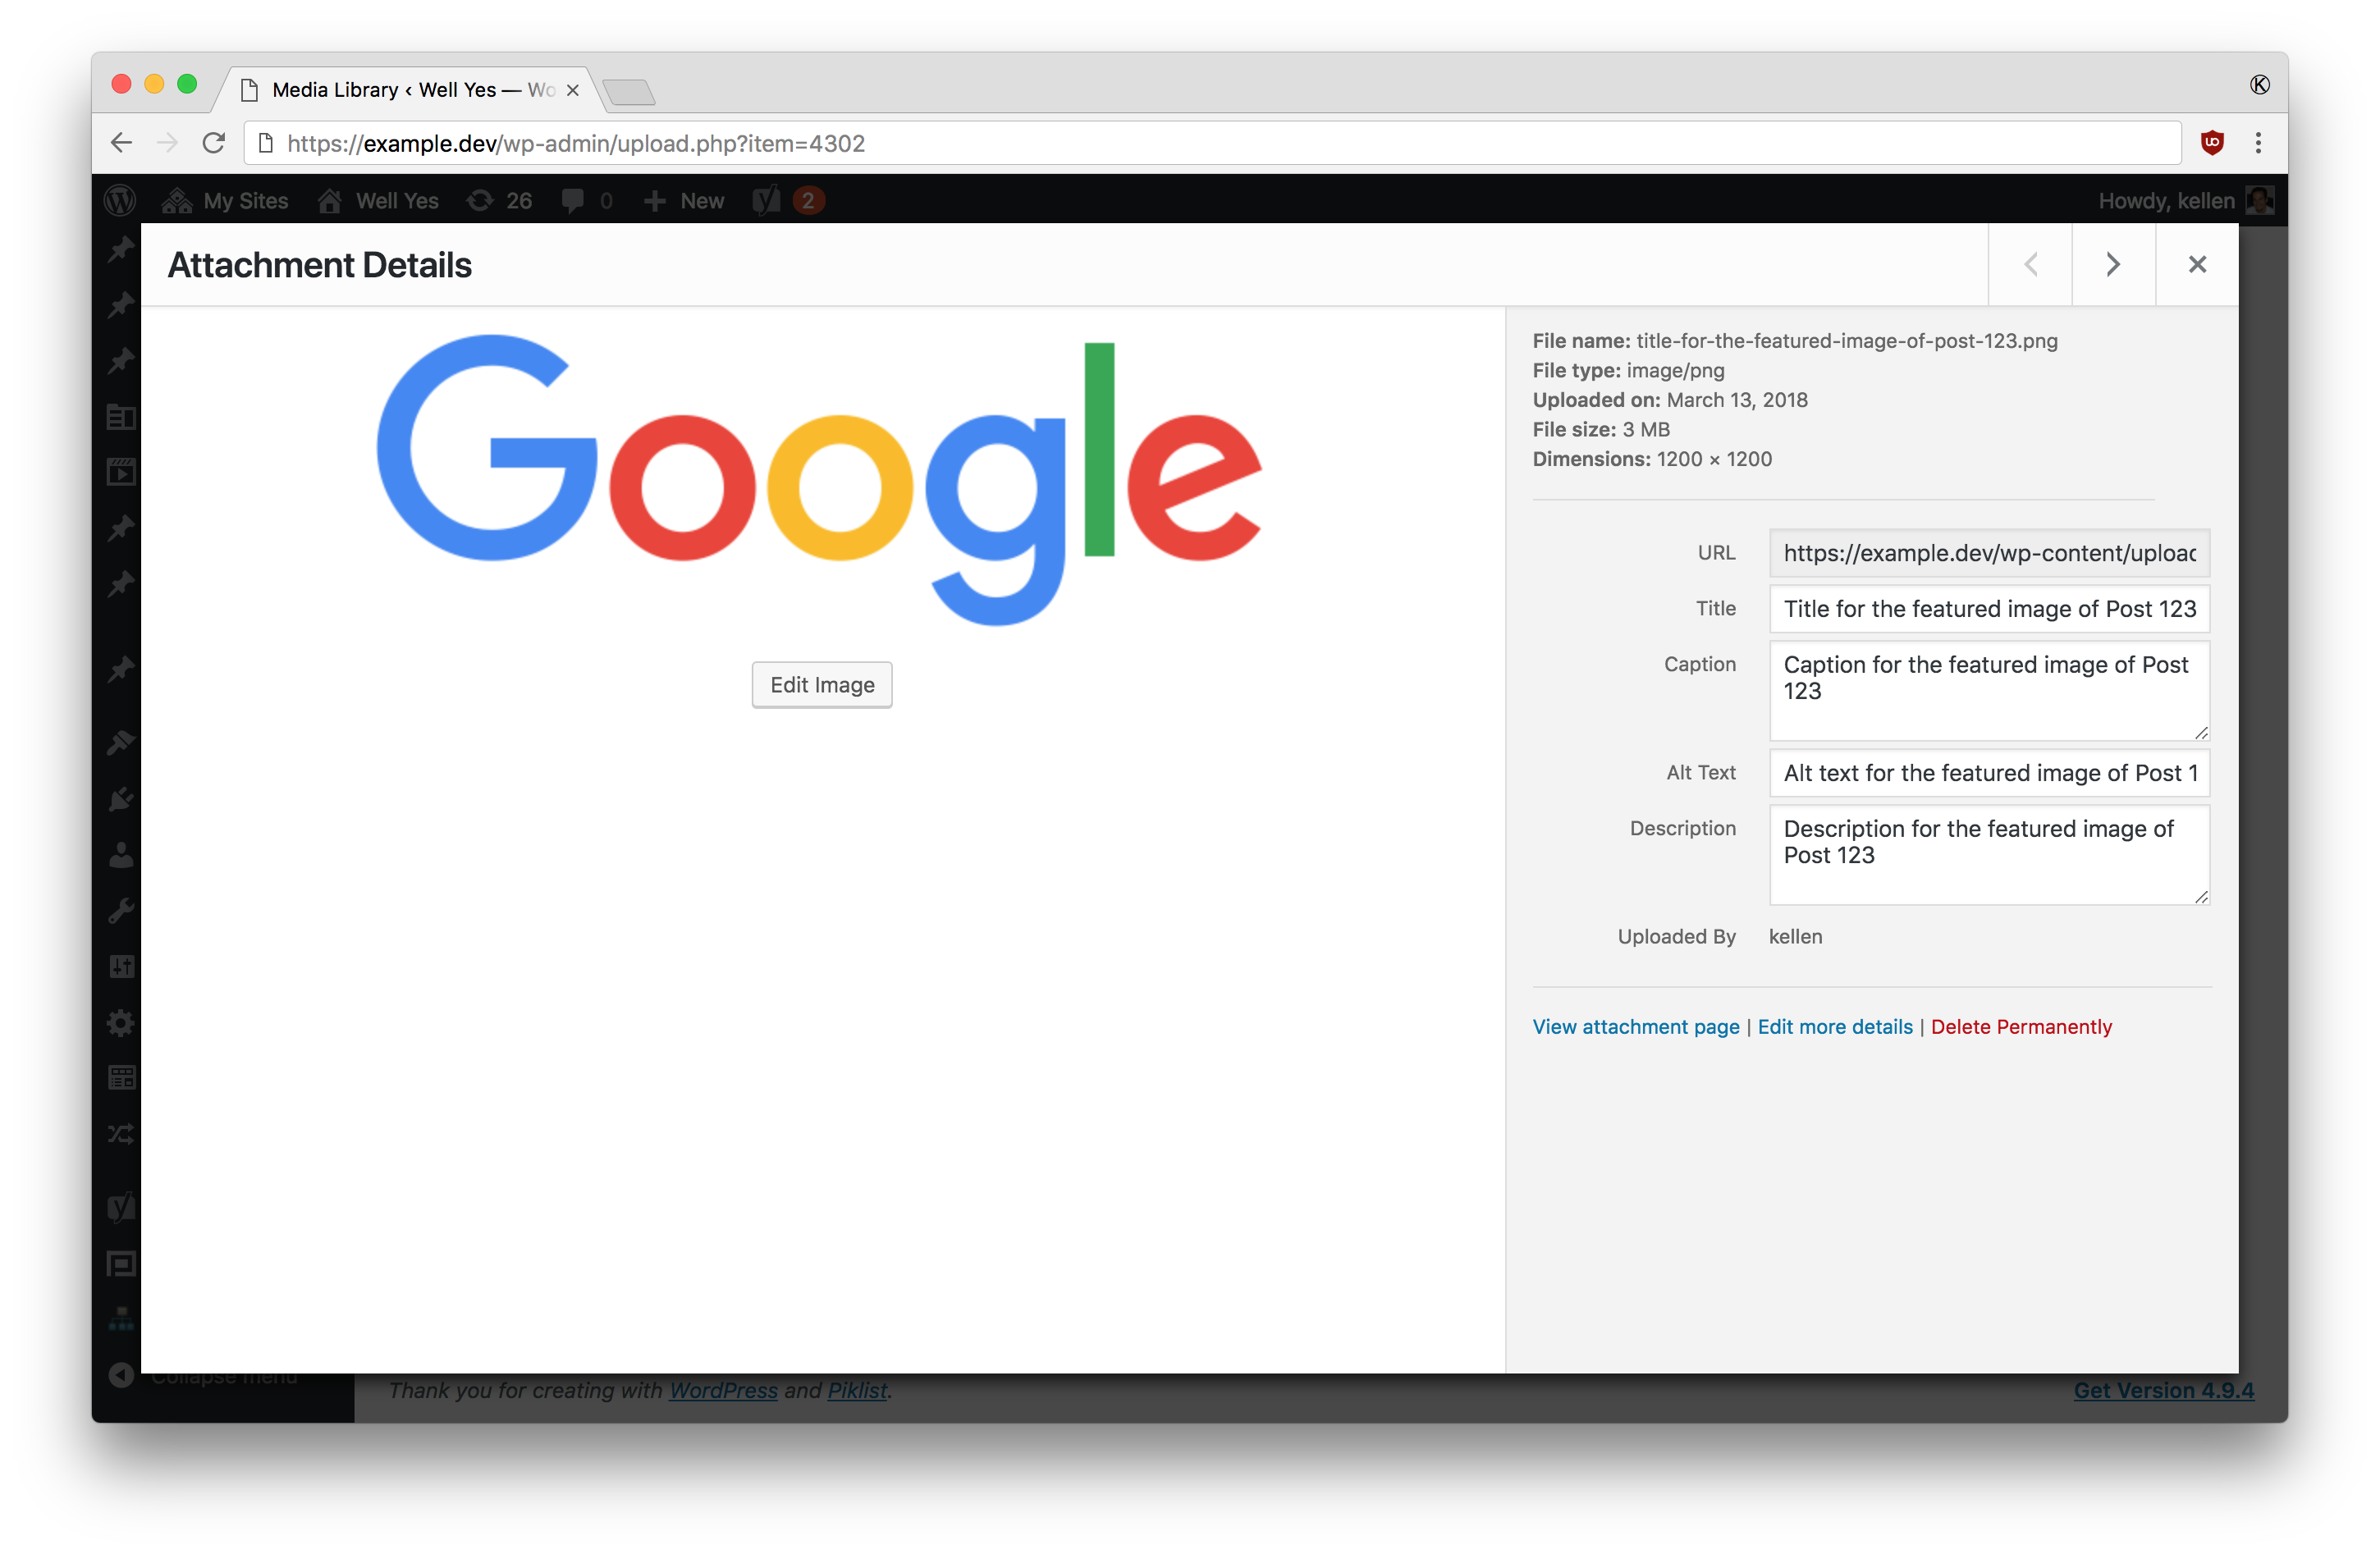 Media Library ‹ Well Yes — Wo
https://example.dev/wp-admin/upload.php?item=4302
My Sites Well Yes 26 0 New 2 Howdy, kellen
Attachment Details
Google
Edit Image
File name: title-for-the-featured-image-of-post-123.png
File type: image/png
Uploaded on: March 13, 2018
File size: 3 MB
Dimensions: 1200 × 1200
URL https://example.dev/wp-content/upload
Title Title for the featured image of Post 123
Caption Caption for the featured image of Post
123
Alt Text Alt text for the featured image of Post 1
Description Description for the featured image of
Post 123
Uploaded By kellen
View attachment page | Edit more details | Delete Permanently
Collapse menu
Thank you for creating with WordPress and Piklist.
Get Version 4.9.4